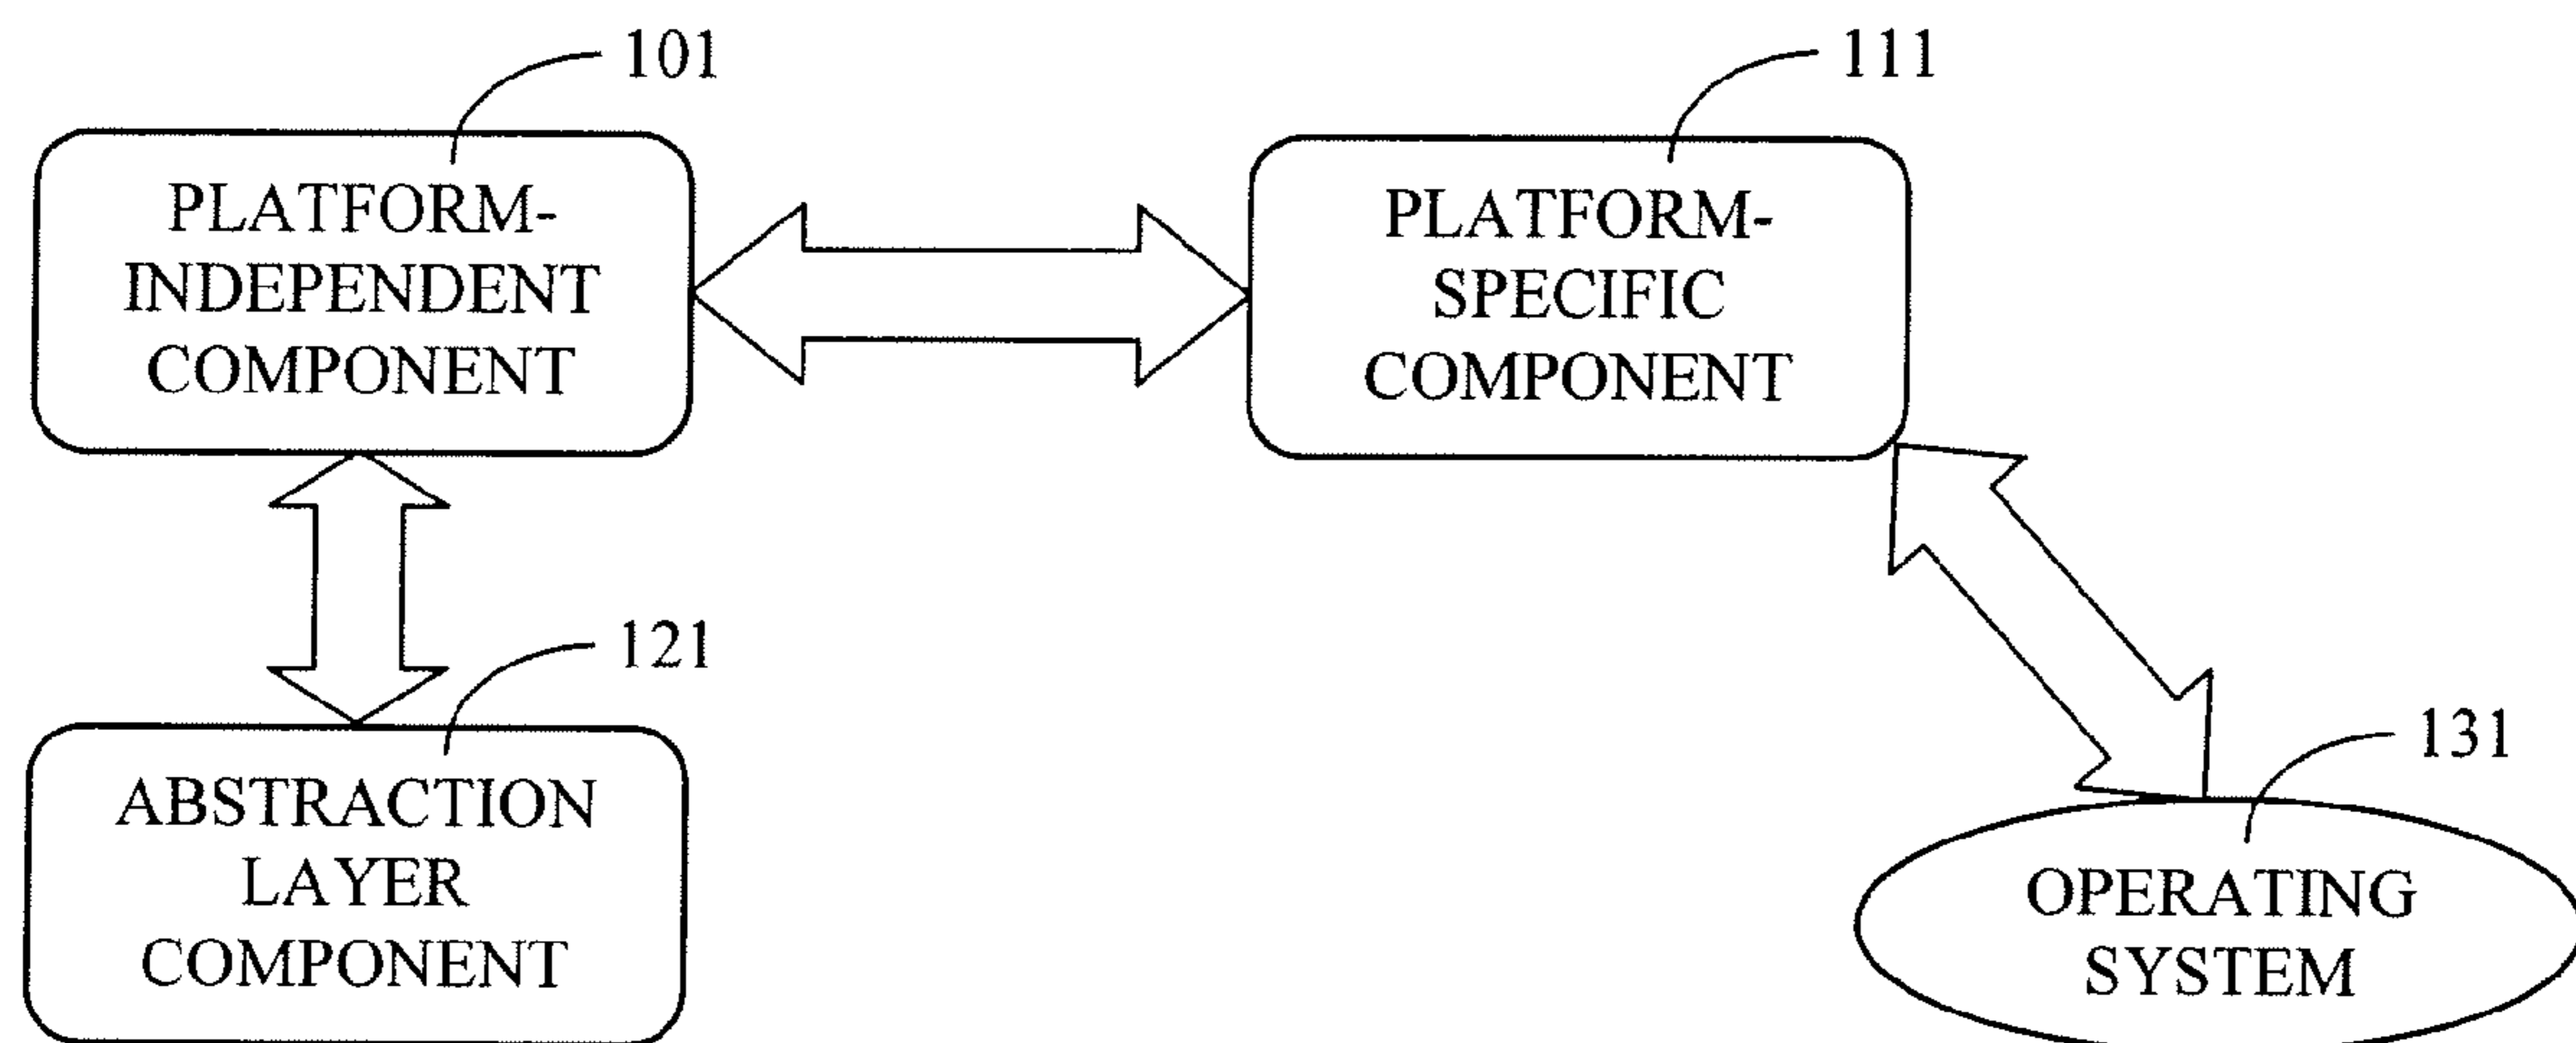 101
PLATFORM-
INDEPENDENT
COMPONENT
111
PLATFORM-
SPECIFIC
COMPONENT
121
ABSTRACTION
LAYER
COMPONENT
131
OPERATING
SYSTEM